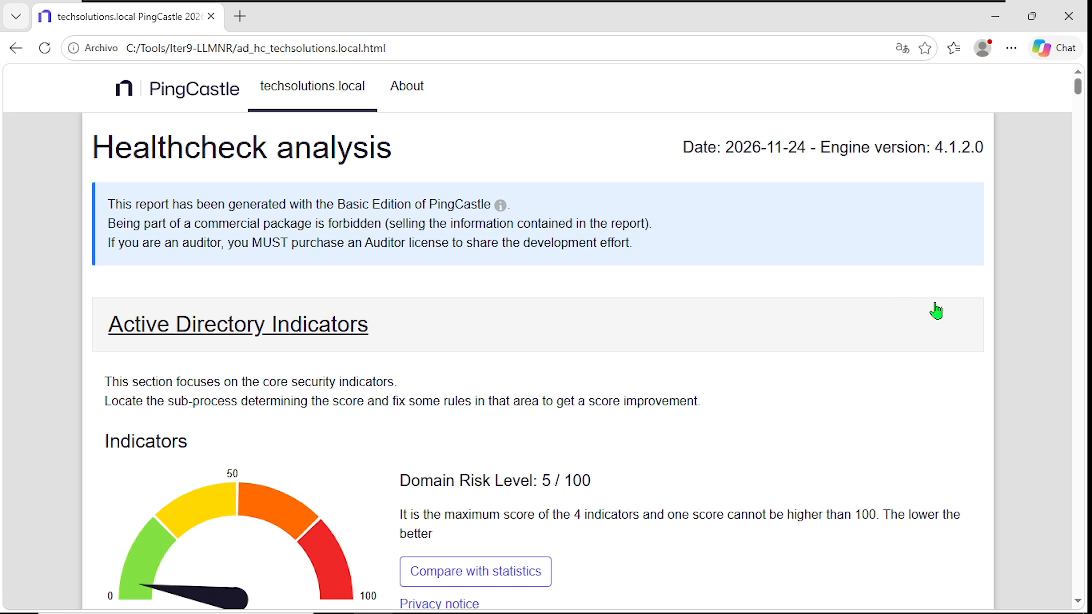 techsolutions.local PingCastle 202
Archivo C:/Tools/Iter9-LLMNR/ad_hc_techsolutions.local.html
Chat
PingCastle techsolutions.local About
Healthcheck analysis
Date: 2026-11-24 - Engine version: 4.1.2.0
This report has been generated with the Basic Edition of PingCastle.
Being part of a commercial package is forbidden (selling the information contained in the report).
If you are an auditor, you MUST purchase an Auditor license to share the development effort.
Active Directory Indicators
This section focuses on the core security indicators.
Locate the sub-process determining the score and fix some rules in that area to get a score improvement.
Indicators
50
0
100
Domain Risk Level: 5 / 100
It is the maximum score of the 4 indicators and one score cannot be higher than 100. The lower the
better
Compare with statistics
Privacy notice